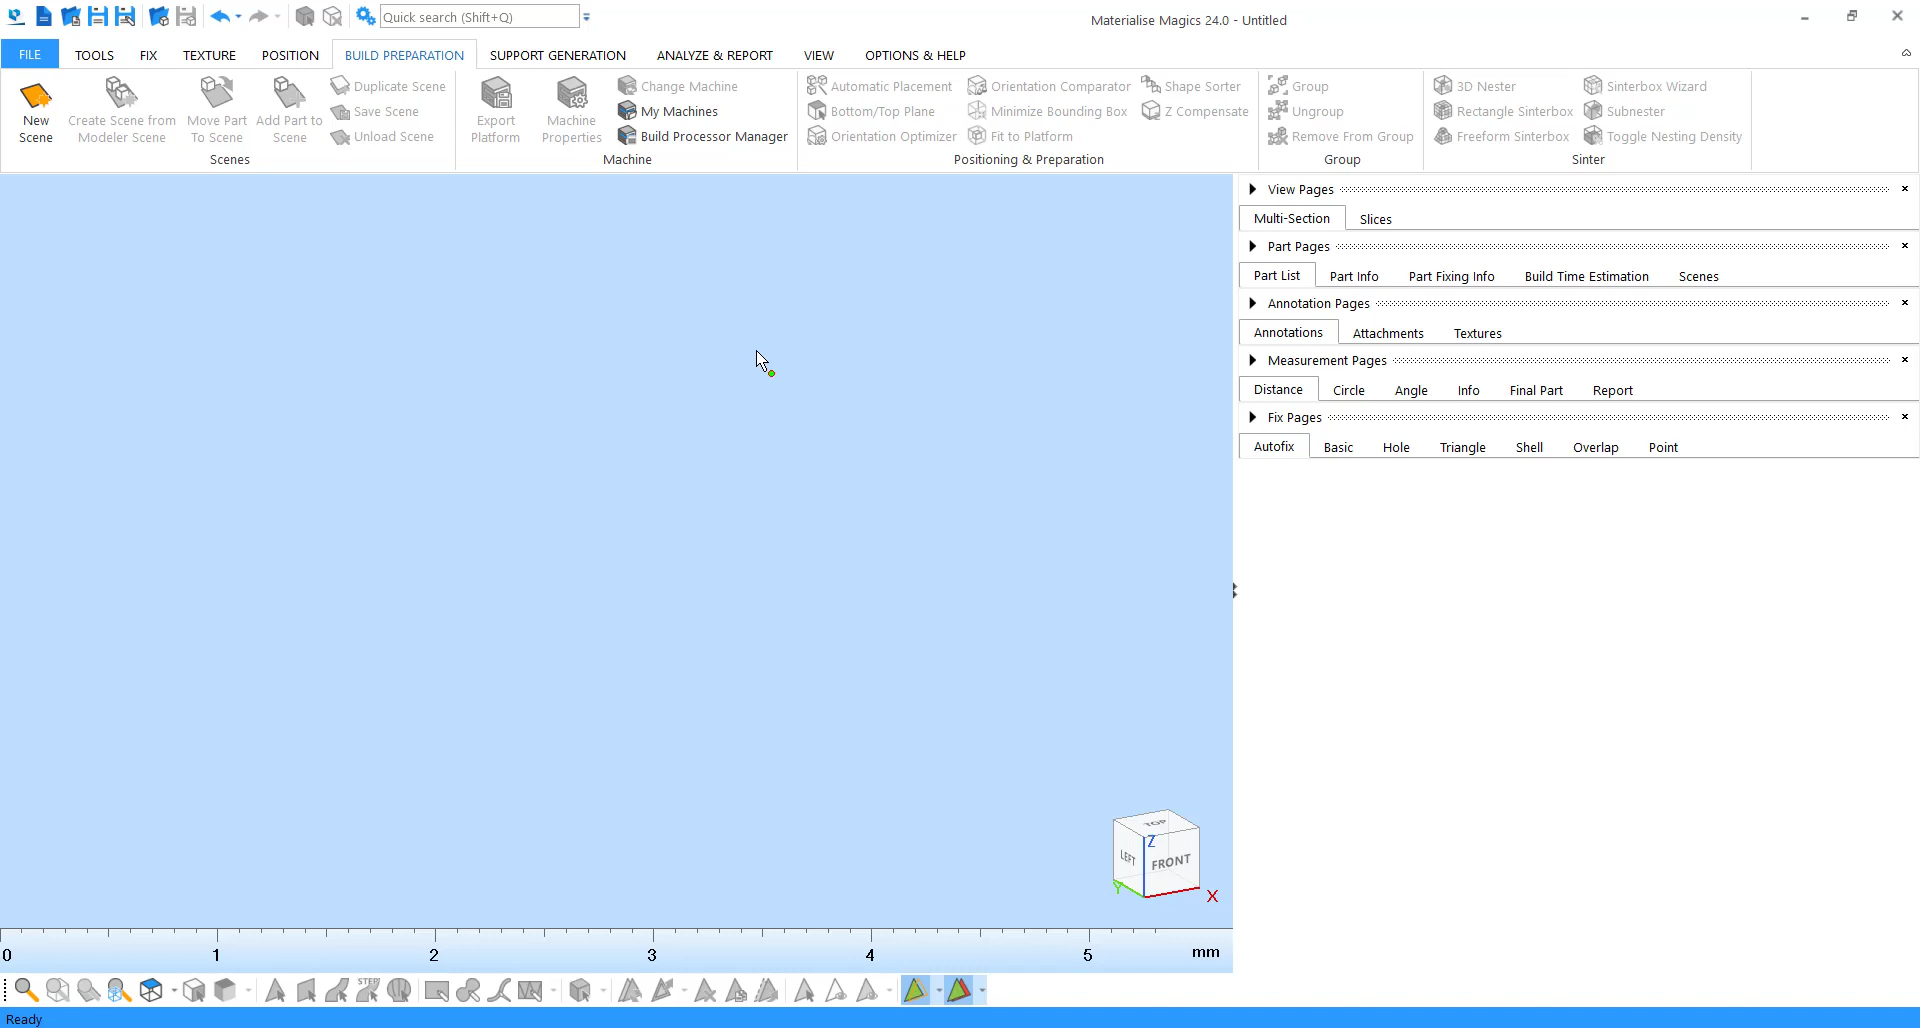 Quick search (Shift+Q)
Materialise Magics 24.0 - Untitled
FILE TOOLS FIX TEXTURE POSITION BUILD PREPARATION SUPPORT GENERATION ANALYZE & REPORT VIEW OPTIONS & HELP
New Scene
Create Scene from Modeler Scene
Move Part To Scene
Add Part to Scene
Duplicate Scene
Save Scene
Unload Scene
Scenes
Export Platform
Machine Properties
Change Machine
My Machines
Build Processor Manager
Machine
Automatic Placement
Bottom/Top Plane
Orientation Optimizer
Orientation Comparator
Minimize Bounding Box
Fit to Platform
Shape Sorter
Z Compensate
Positioning & Preparation
Group
Ungroup
Remove From Group
Group
3D Nester
Rectangle Sinterbox
Freeform Sinterbox
Sinterbox Wizard
Subnester
Toggle Nesting Density
Sinter
View Pages
Multi-Section Slices
Part Pages
Part List Part Info Part Fixing Info Build Time Estimation Scenes
Annotation Pages
Annotations Attachments Textures
Measurement Pages
Distance Circle Angle Info Final Part Report
Fix Pages
Autofix Basic Hole Triangle Shell Overlap Point
TOP
Z
LEFT FRONT
Y
X
0 1 2 3 4 5 mm
STEP
Ready